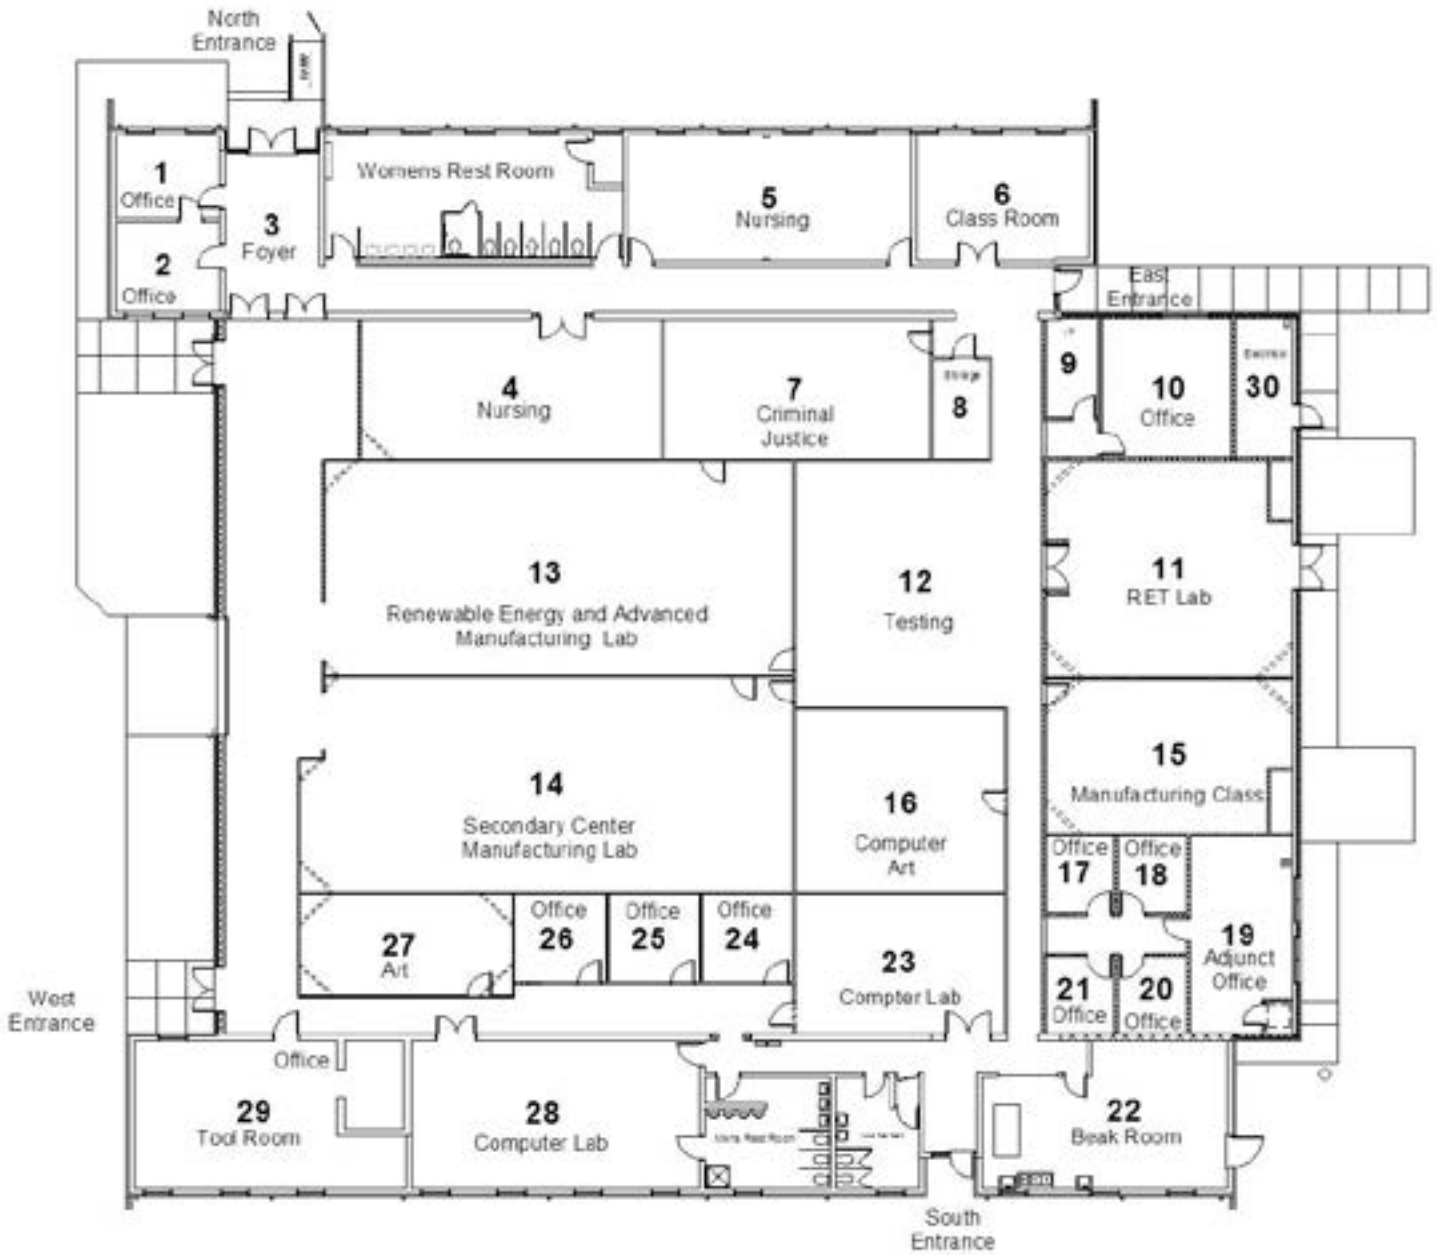 North
Entrance
1
Office
2
Office
3
Foyer
Womens Rest Room
5
Nursing
6
Class Room
East
Entrance
4
Nursing
7
Criminal
Justice
Storage
8
9
10
Office
30
13
Renewable Energy and Advanced
Manufacturing Lab
12
Testing
11
RET Lab
14
Secondary Center
Manufacturing Lab
16
Computer
Art
15
Manufacturing Class
Office
17
Office
18
19
Adjunct
Office
21
Office
20
Office
27
Art
Office
26
Office
25
Office
24
23
Compter Lab
West
Entrance
Office
29
Tool Room
28
Computer Lab
Mens Rest Room
22
Beak Room
South
Entrance